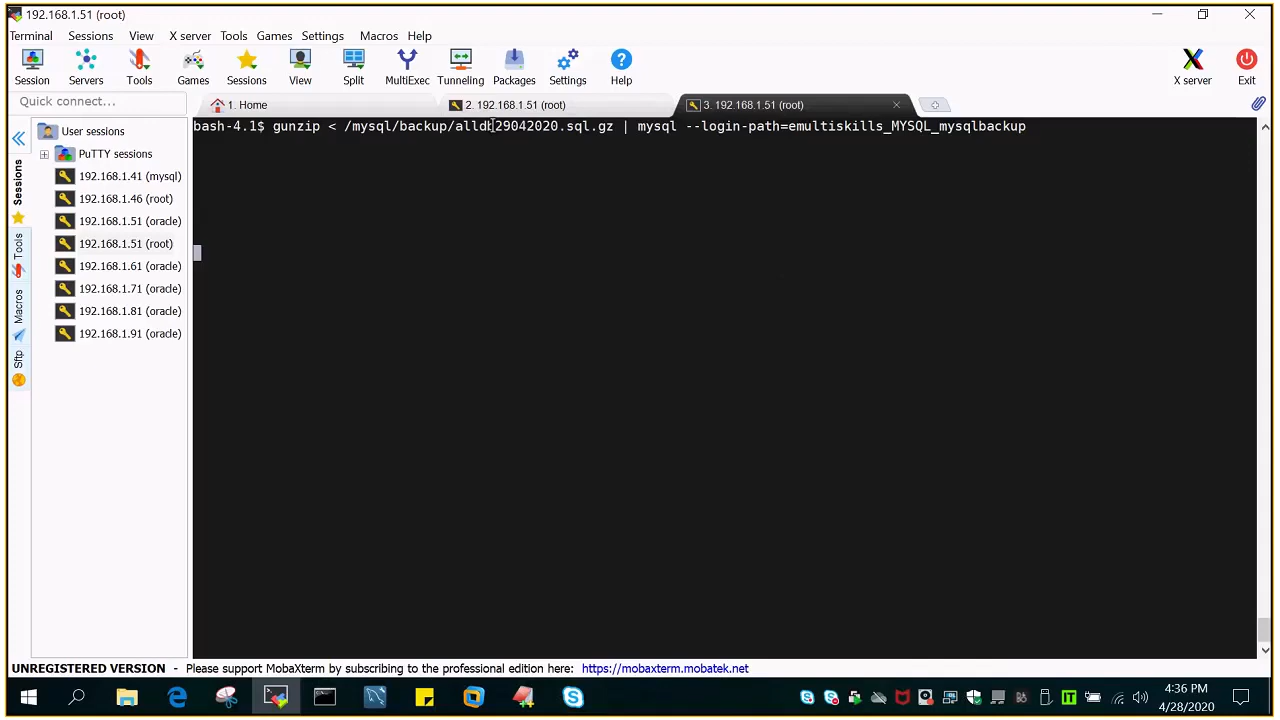 192.168.1.51 (root)
Terminal Sessions View X server Tools Games Settings Macros Help
Session Servers Tools Games Sessions View Split MultiExec Tunneling Packages Settings Help X server Exit
Quick connect...
1. Home
2. 192.168.1.51 (root)
3. 192.168.1.51 (root)
User sessions
PuTTY sessions
192.168.1.41 (mysql)
192.168.1.46 (root)
192.168.1.51 (oracle)
192.168.1.51 (root)
192.168.1.61 (oracle)
192.168.1.71 (oracle)
192.168.1.81 (oracle)
192.168.1.91 (oracle)
Sessions
Tools
Macros
Sftp
bash-4.1$ gunzip < /mysql/backup/alldt29042020.sql.gz | mysql --login-path=emultiskills_MYSQL_mysqlbackup
UNREGISTERED VERSION - Please support MobaXterm by subscribing to the professional edition here: https://mobaxterm.mobatek.net
4:36 PM
4/28/2020